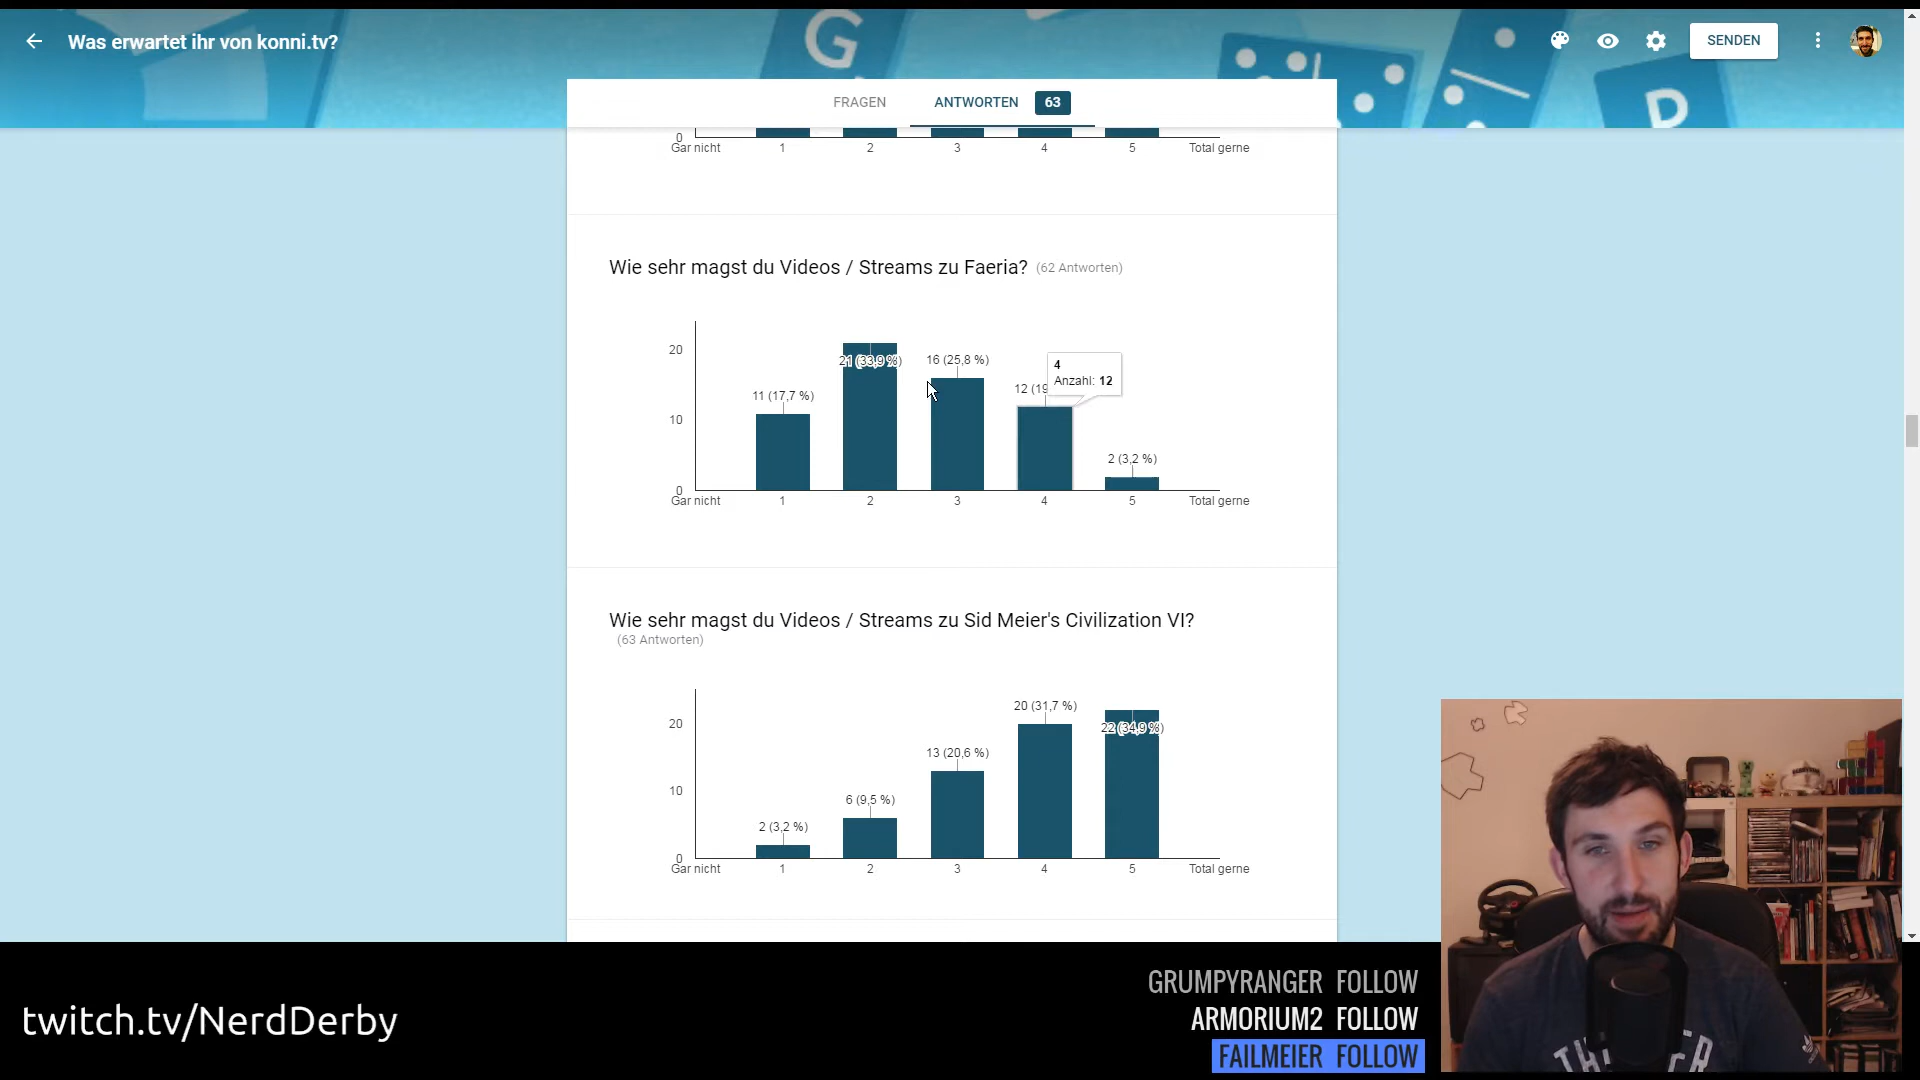 Was erwartet ihr von konni.tv?
SENDEN
FRAGEN ANTWORTEN 63
0
Gar nicht 1 2 3 4 5 Total gerne
Wie sehr magst du Videos / Streams zu Faeria? (62 Antworten)
20
10
0
11 (17,7 %)
21 (33,9 %)
16 (25,8 %)
12 (19
2 (3,2 %)
4
Anzahl: 12
Gar nicht 1 2 3 4 5 Total gerne
Wie sehr magst du Videos / Streams zu Sid Meier's Civilization VI?
(63 Antworten)
20
10
0
2 (3,2 %)
6 (9,5 %)
13 (20,6 %)
20 (31,7 %)
22 (34,9 %)
Gar nicht 1 2 3 4 5 Total gerne
twitch.tv/NerdDerby
GRUMPYRANGER FOLLOW
ARMORIUM2 FOLLOW
FAILMEIER FOLLOW
G
D